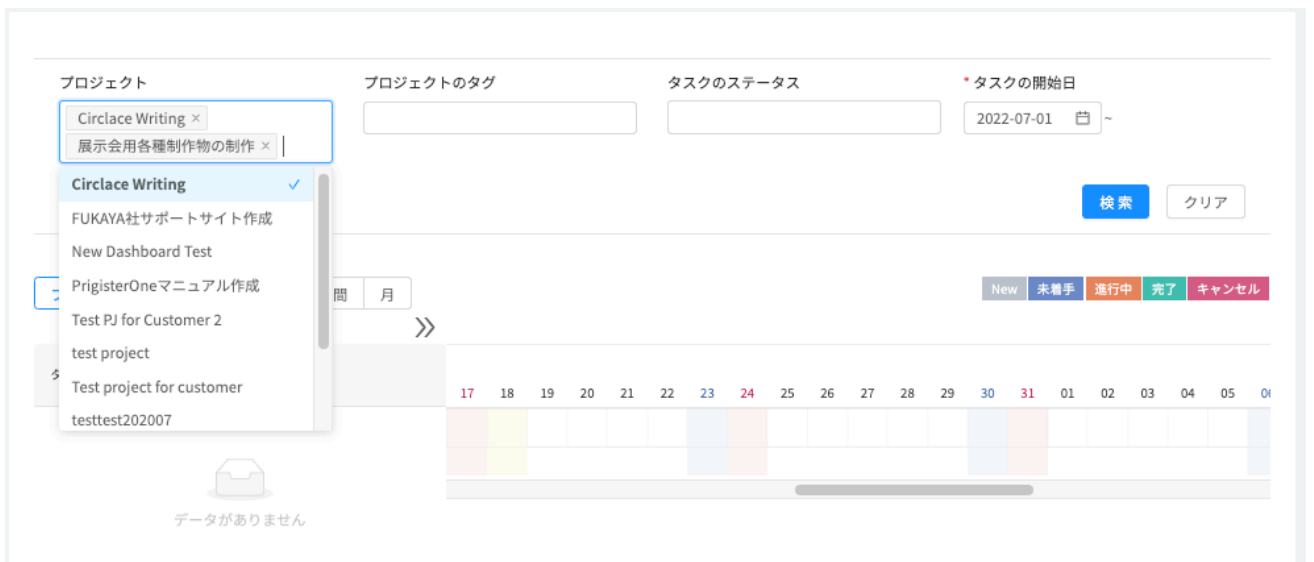 プロジェクト
プロジェクトのタグ
タスクのステータス
* タスクの開始日
Circlace Writing ×
展示会用各種制作物の制作 ×
2022-07-01
~
Circlace Writing
FUKAYA社サポートサイト作成
New Dashboard Test
PrigisterOneマニュアル作成
Test PJ for Customer 2
test project
Test project for customer
testtest202007
検索
クリア
間
月
New
未着手
進行中
完了
キャンセル
17 18 19 20 21 22 23 24 25 26 27 28 29 30 31 01 02 03 04 05
データがありません